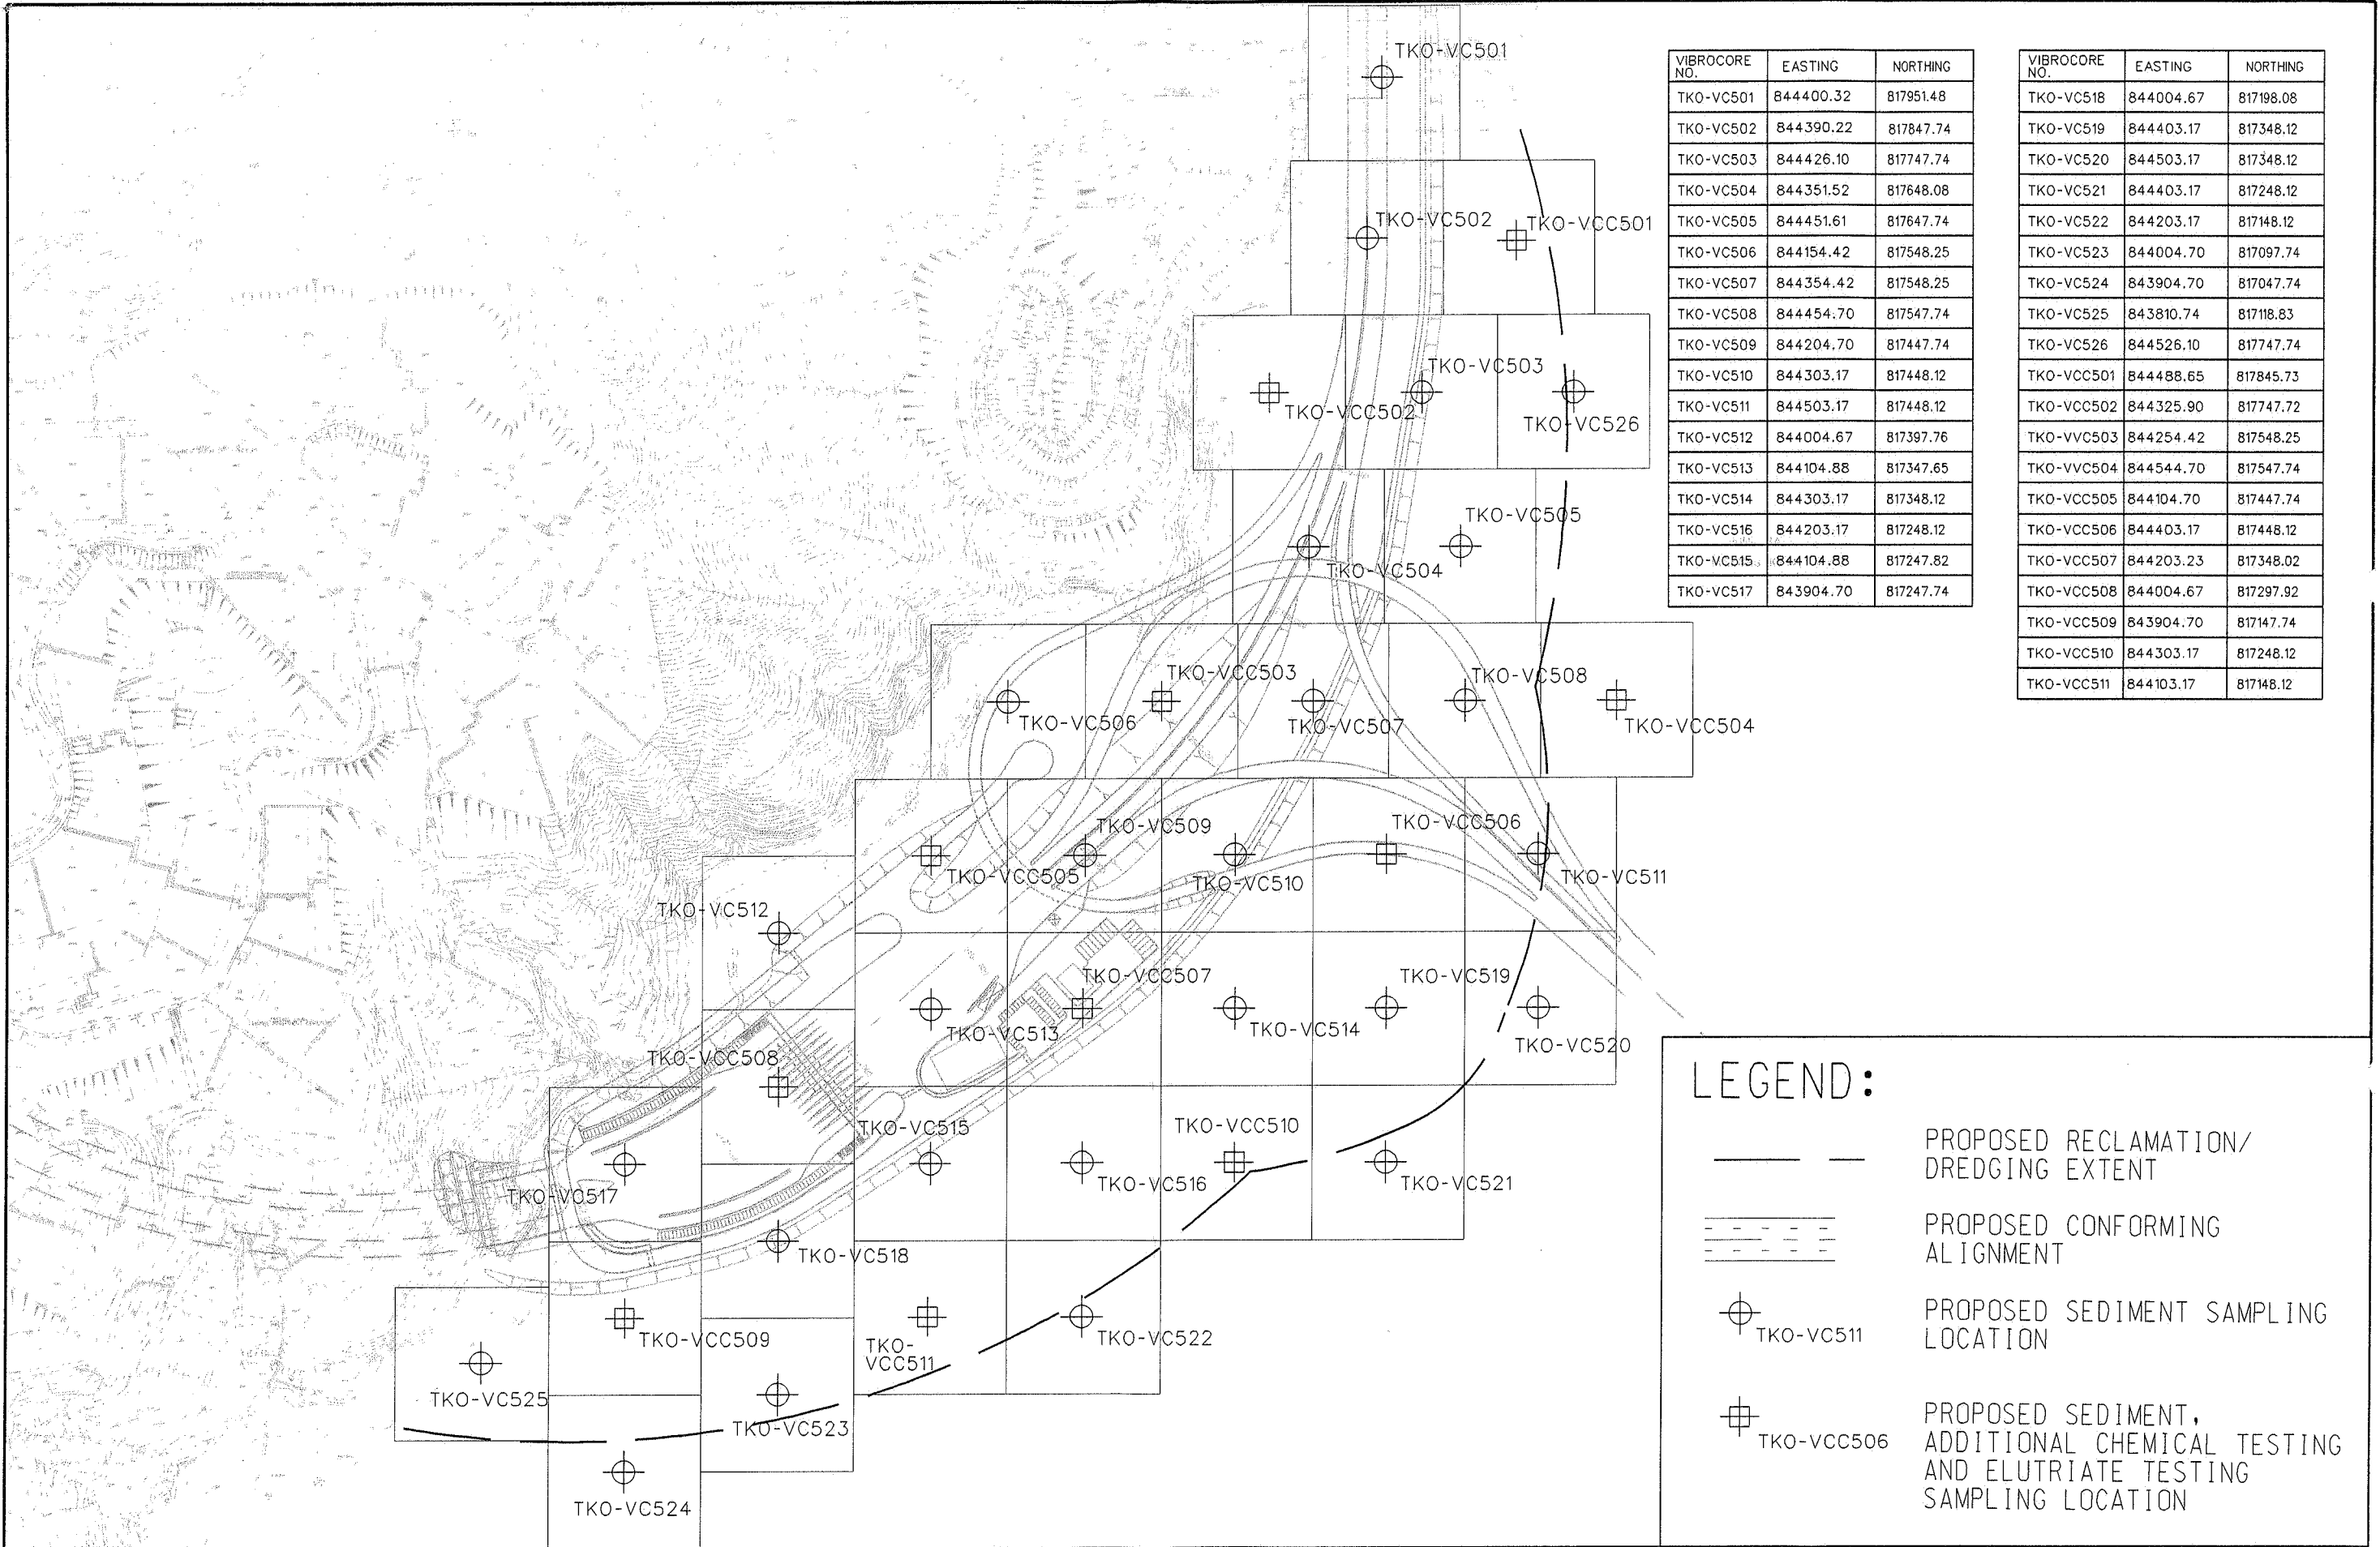 TKO-VC501
TKO-VC502
TKO-VCC501
TKO-VC503
TKO-VCC502
TKO-VC526
TKO-VC505
TKO-VC504
TKO-VCC503
TKO-VC508
TKO-VC506
TKO-VC507
TKO-VCC504
TKO-VC509
TKO-VCC506
TKO-VCC505
TKO-VC510
TKO-VC511
TKO-VC512
TKO-VCC507
TKO-VC519
TKO-VC513
TKO-VC514
TKO-VC520
TKO-VCC508
TKO-VC515
TKO-VCC510
TKO-VC517
TKO-VC516
TKO-VC521
TKO-VC518
TKO-VCC509
TKO-
VCC511
TKO-VC522
TKO-VC525
TKO-VC523
TKO-VC524
VIBROCORE NO. EASTING NORTHING
TKO-VC501 844400.32 817951.48
TKO-VC502 844390.22 817847.74
TKO-VC503 844426.10 817747.74
TKO-VC504 844351.52 817648.08
TKO-VC505 844451.61 817647.74
TKO-VC506 844154.42 817548.25
TKO-VC507 844354.42 817548.25
TKO-VC508 844454.70 817547.74
TKO-VC509 844204.70 817447.74
TKO-VC510 844303.17 817448.12
TKO-VC511 844503.17 817448.12
TKO-VC512 844004.67 817397.76
TKO-VC513 844104.88 817347.65
TKO-VC514 844303.17 817348.12
TKO-VC516 844203.17 817248.12
TKO-VC515 844104.88 817247.82
TKO-VC517 843904.70 817247.74
VIBROCORE NO. EASTING NORTHING
TKO-VC518 844004.67 817198.08
TKO-VC519 844403.17 817348.12
TKO-VC520 844503.17 817348.12
TKO-VC521 844403.17 817248.12
TKO-VC522 844203.17 817148.12
TKO-VC523 844004.70 817097.74
TKO-VC524 843904.70 817047.74
TKO-VC525 843810.74 817118.83
TKO-VC526 844526.10 817747.74
TKO-VCC501 844488.65 817845.73
TKO-VCC502 844325.90 817747.72
TKO-VVC503 844254.42 817548.25
TKO-VVC504 844544.70 817547.74
TKO-VCC505 844104.70 817447.74
TKO-VCC506 844403.17 817448.12
TKO-VCC507 844203.23 817348.02
TKO-VCC508 844004.67 817297.92
TKO-VCC509 843904.70 817147.74
TKO-VCC510 844303.17 817248.12
TKO-VCC511 844103.17 817148.12
LEGEND:
PROPOSED RECLAMATION/
DREDGING EXTENT
PROPOSED CONFORMING
ALIGNMENT
TKO-VC511
PROPOSED SEDIMENT SAMPLING
LOCATION
TKO-VCC506
PROPOSED SEDIMENT,
ADDITIONAL CHEMICAL TESTING
AND ELUTRIATE TESTING
SAMPLING LOCATION